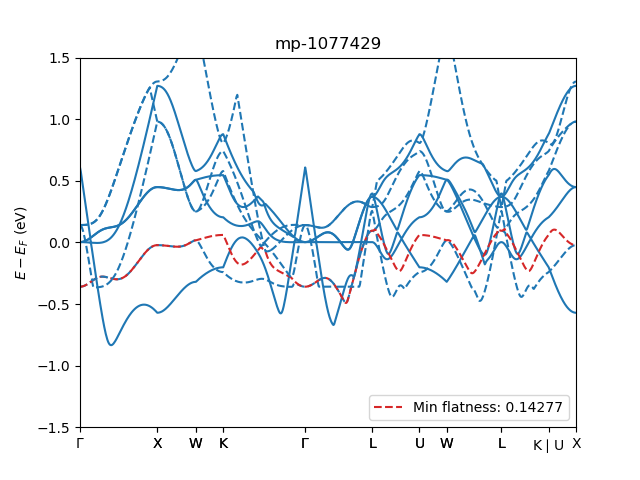 mp-1077429
E − E_F (eV)
1.5
1.0
0.5
0.0
−0.5
−1.0
−1.5
Min flatness: 0.14277
Γ X W K Γ L U W L K | U X